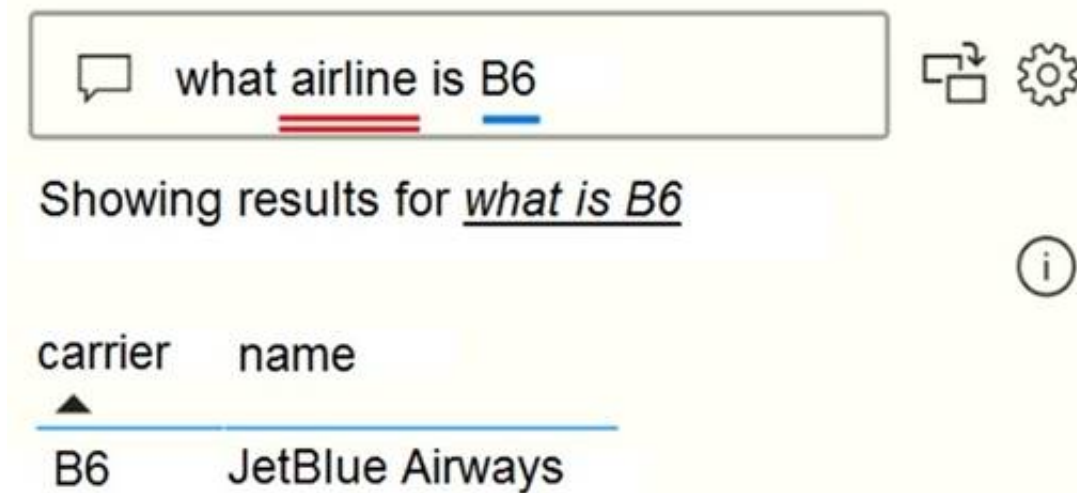 what airline is B6
Showing results for what is B6
i
carrier name
B6 JetBlue Airways